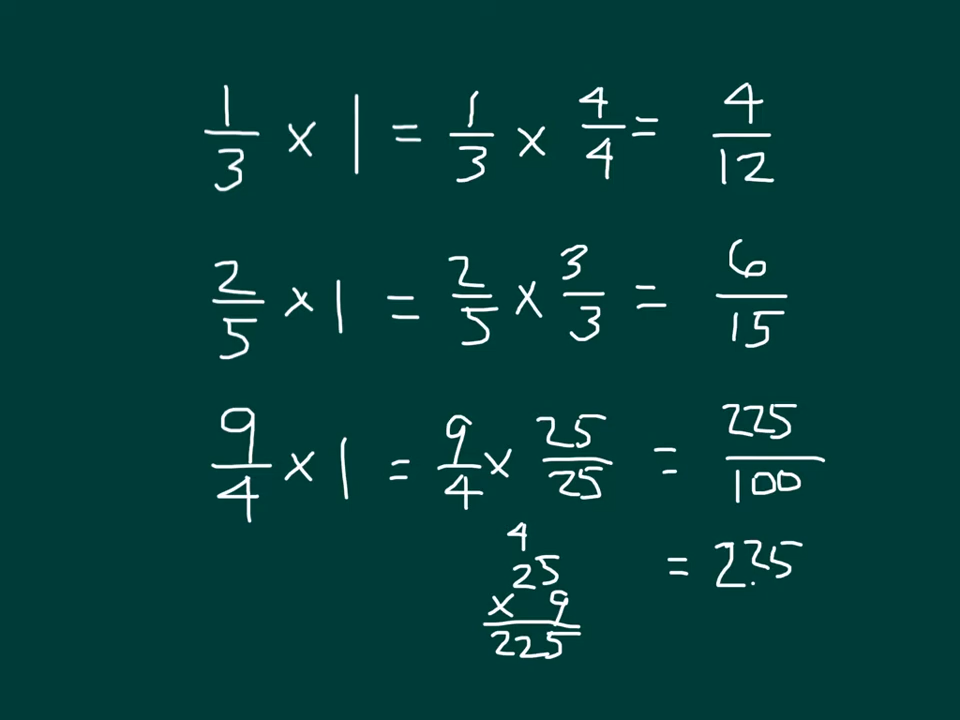 1/3 × 1 = 1/3 × 4/4 = 4/12
2/5 × 1 = 2/5 × 3/3 = 6/15
9/4 × 1 = 9/4 × 25/25 = 225/100
= 2.25
4
25
× 9
225